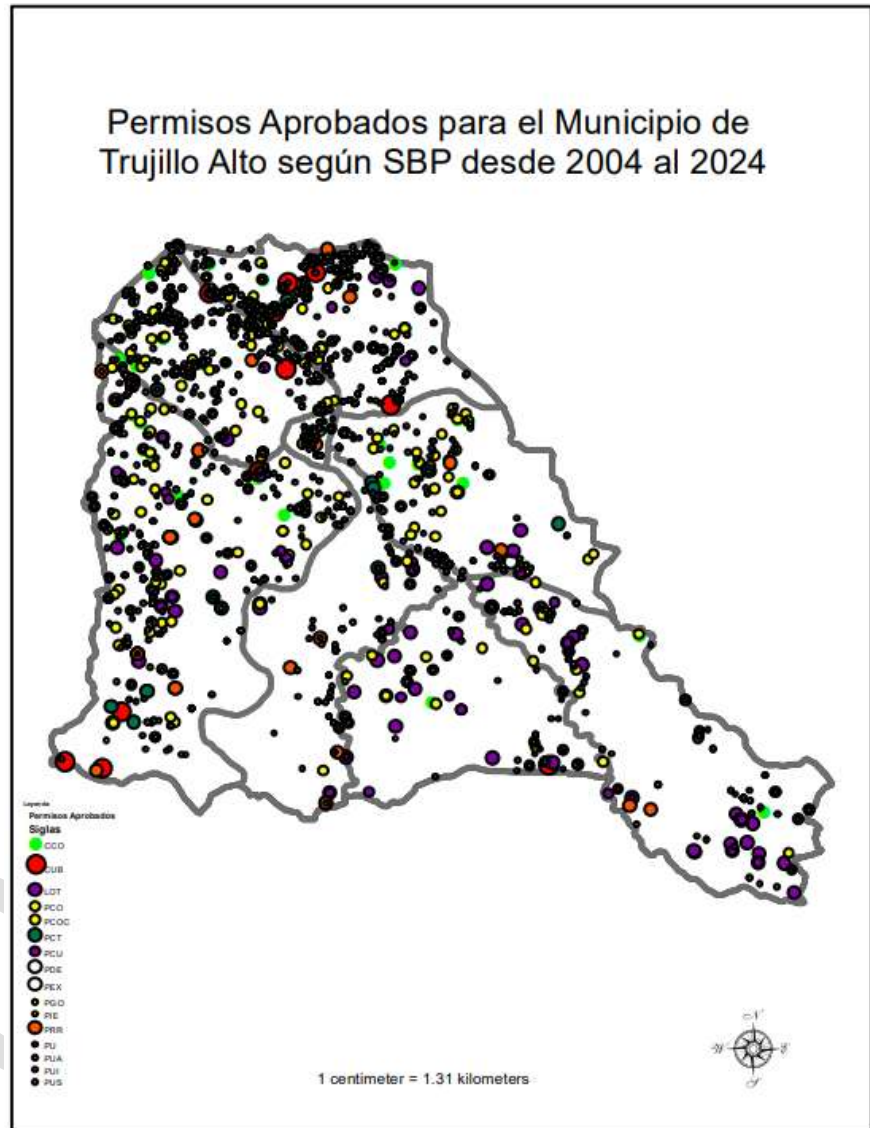 Permisos Aprobados para el Municipio de
Trujillo Alto según SBP desde 2004 al 2024
Leyenda
Permisos Aprobados
Siglas
CCO
CUB
LOT
PCO
PCOC
PCT
PCU
PDE
PEX
PGO
PIE
PRR
PU
PUA
PUI
PUS
1 centimeter = 1.31 kilometers
N
W E
S